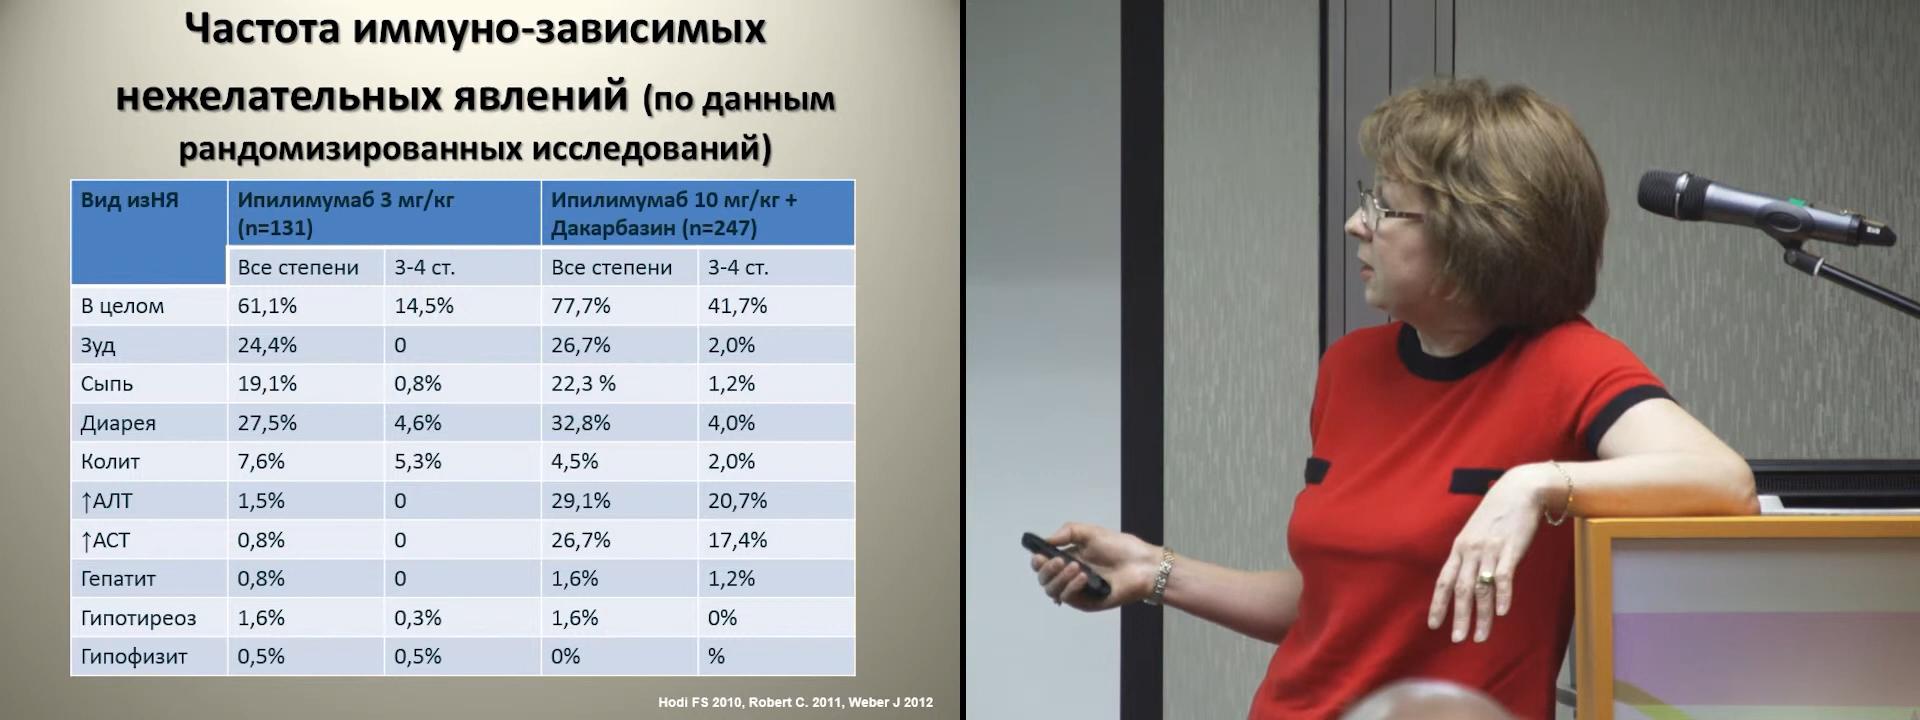 Частота иммуно-зависимых
нежелательных явлений (по данным
рандомизированных исследований)
Вид изНЯ Ипилимумаб 3 мг/кг (n=131) Ипилимумаб 10 мг/кг + Дакарбазин (n=247)
Все степени 3-4 ст. Все степени 3-4 ст.
В целом 61,1% 14,5% 77,7% 41,7%
Зуд 24,4% 0 26,7% 2,0%
Сыпь 19,1% 0,8% 22,3 % 1,2%
Диарея 27,5% 4,6% 32,8% 4,0%
Колит 7,6% 5,3% 4,5% 2,0%
↑АЛТ 1,5% 0 29,1% 20,7%
↑АСТ 0,8% 0 26,7% 17,4%
Гепатит 0,8% 0 1,6% 1,2%
Гипотиреоз 1,6% 0,3% 1,6% 0%
Гипофизит 0,5% 0,5% 0% %
Hodi FS 2010, Robert C. 2011, Weber J 2012